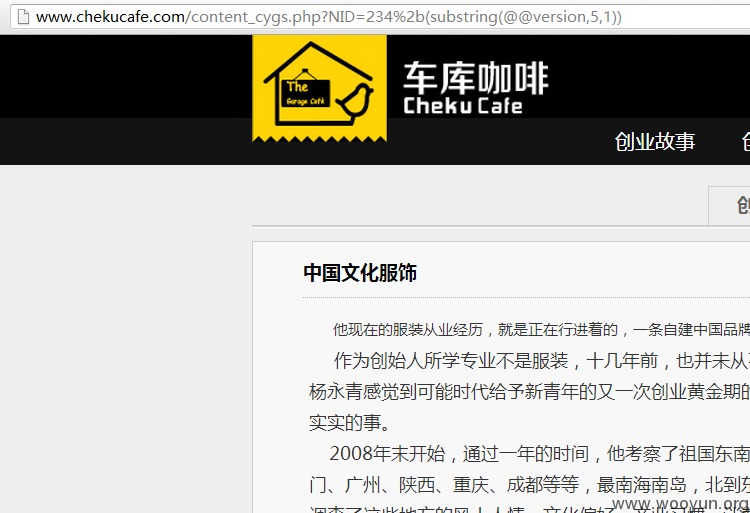 www.chekucafe.com/content_cygs.php?NID=234%2b(substring(@@version,5,1))
The
Garage Café
车库咖啡
Cheku Cafe
创业故事
中国文化服饰
他现在的服装从业经历，就是正在行进着的，一条自建中国品牌
作为创始人所学专业不是服装，十几年前，也并未从
杨永青感觉到可能时代给予新青年的又一次创业黄金期的
实实的事。
2008年末开始，通过一年的时间，他考察了祖国东南
门、广州、陕西、重庆、成都等等，最南海南岛，北到东
www.wooyun.org